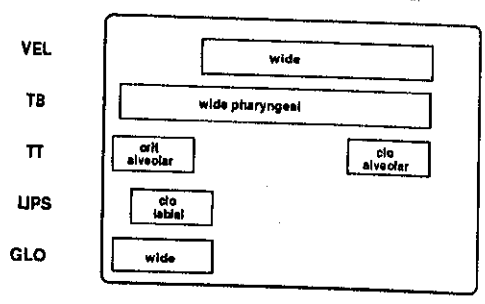 VEL
wide
TB
wide pharyngeal
TT
crit
alveolar
clo
alveolar
LIPS
clo
labial
GLO
wide